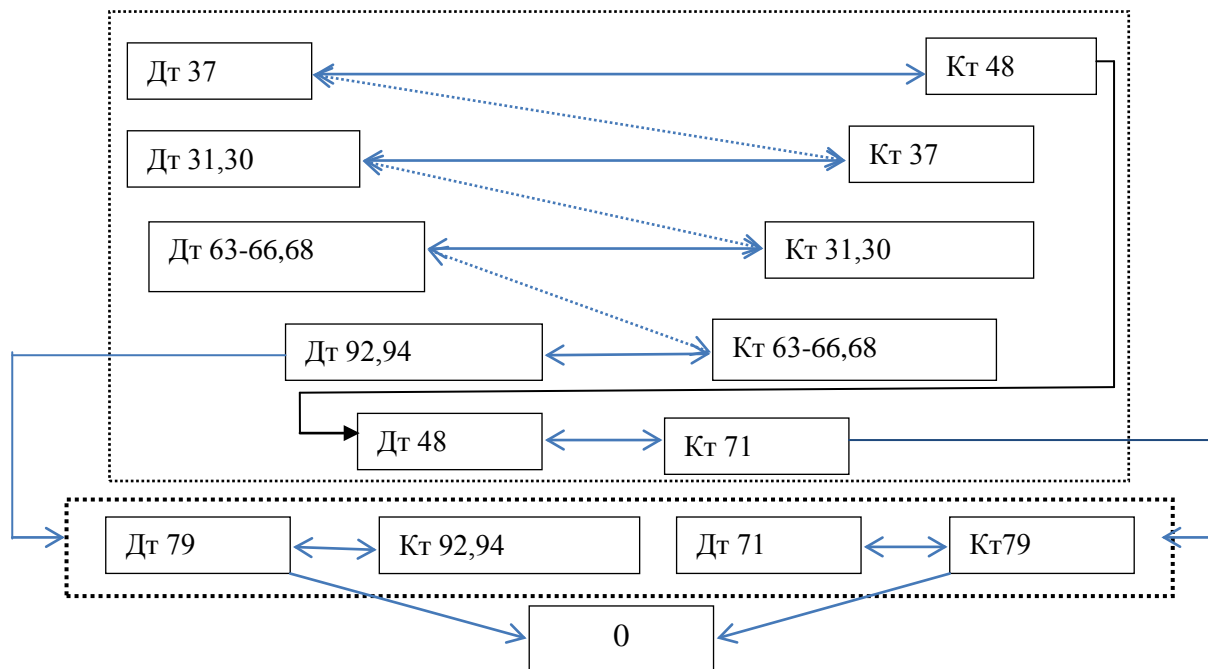 Дт 37
Кт 48
Дт 31,30
Кт 37
Дт 63-66,68
Кт 31,30
Дт 92,94
Кт 63-66,68
Дт 48
Кт 71
Дт 79
Кт 92,94
Дт 71
Кт79
0